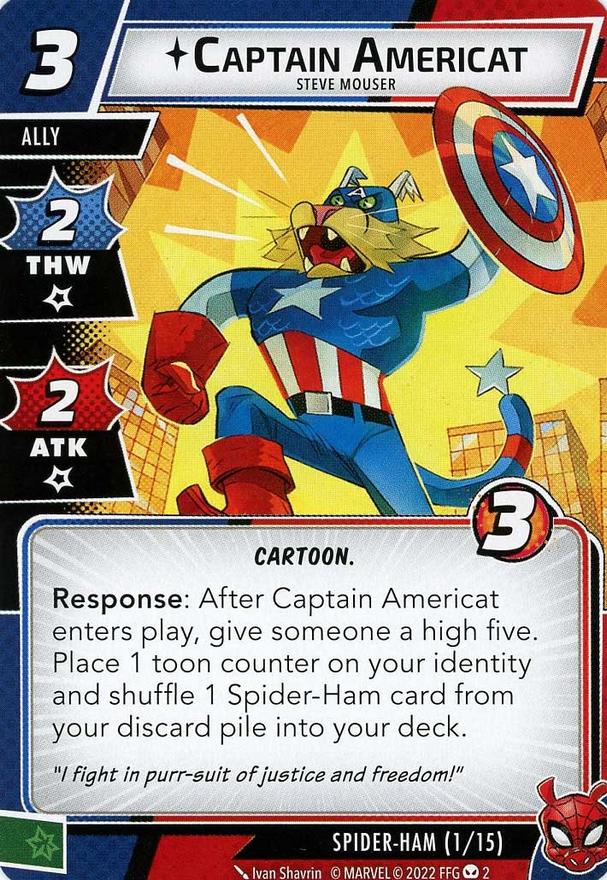 3
CAPTAIN AMERICAT
STEVE MOUSER
ALLY
2
THW
2
ATK
A
3
CARTOON.
Response: After Captain Americat
enters play, give someone a high five.
Place 1 toon counter on your identity
and shuffle 1 Spider-Ham card from
your discard pile into your deck.
"I fight in purr-suit of justice and freedom!"
SPIDER-HAM (1/15)
Ivan Shavrin © MARVEL © 2022 FFG 2